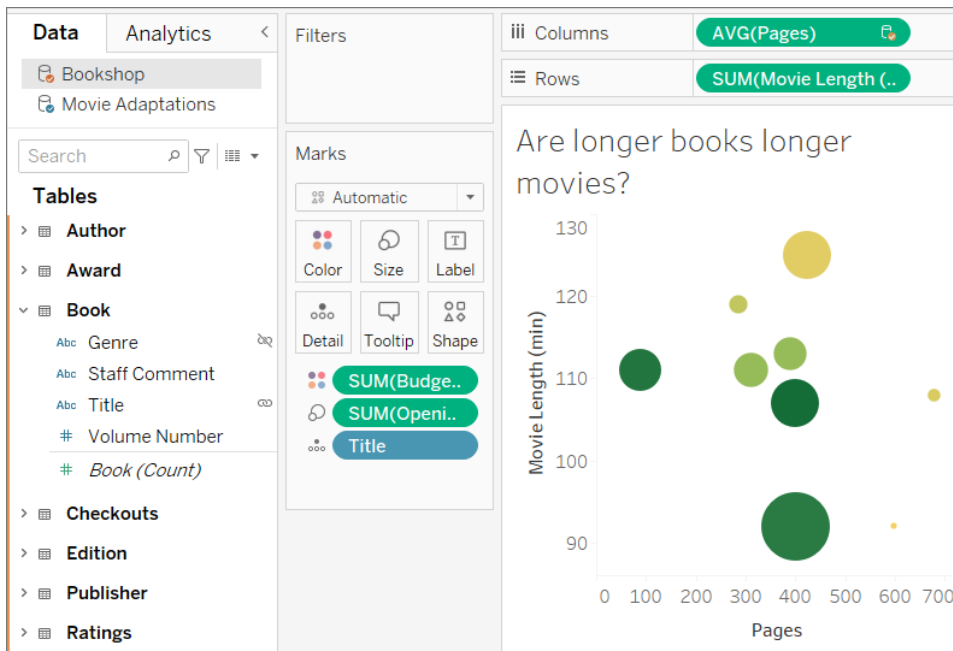 Data
Analytics
Bookshop
Movie Adaptations
Search
Tables
Author
Award
Book
Abc Genre
Abc Staff Comment
Abc Title
# Volume Number
# Book (Count)
Checkouts
Edition
Publisher
Ratings
Filters
Marks
Automatic
Color Size Label
T
Detail Tooltip Shape
SUM(Budge..
SUM(Openi..
Title
Columns AVG(Pages)
Rows SUM(Movie Length (..
Are longer books longer
movies?
Movie Length (min)
130
120
110
100
90
0 100 200 300 400 500 600 700
Pages